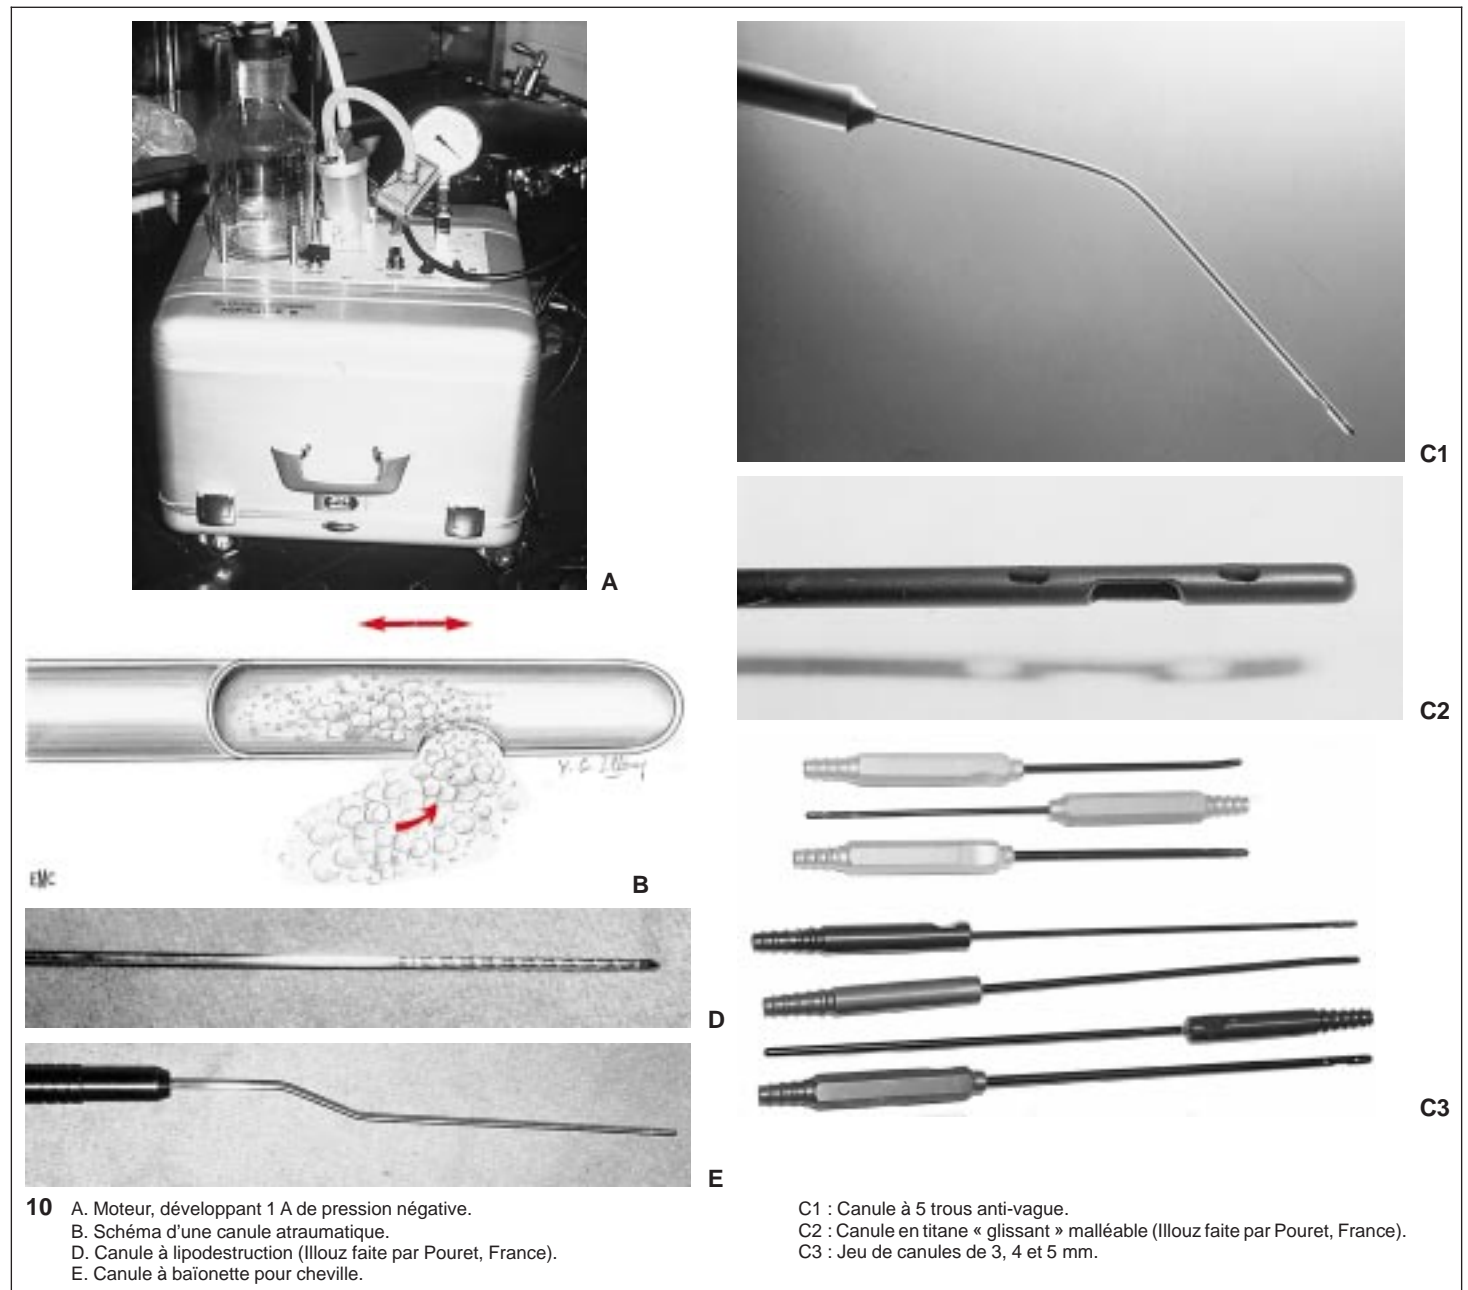 A
C1
C2
B
EMC
D
C3
E
10 A. Moteur, développant 1 A de pression négative.
B. Schéma d’une canule atraumatique.
D. Canule à lipodestruction (Illouz faite par Pouret, France).
E. Canule à baïonette pour cheville.
C1 : Canule à 5 trous anti-vague.
C2 : Canule en titane « glissant » malléable (Illouz faite par Pouret, France).
C3 : Jeu de canules de 3, 4 et 5 mm.